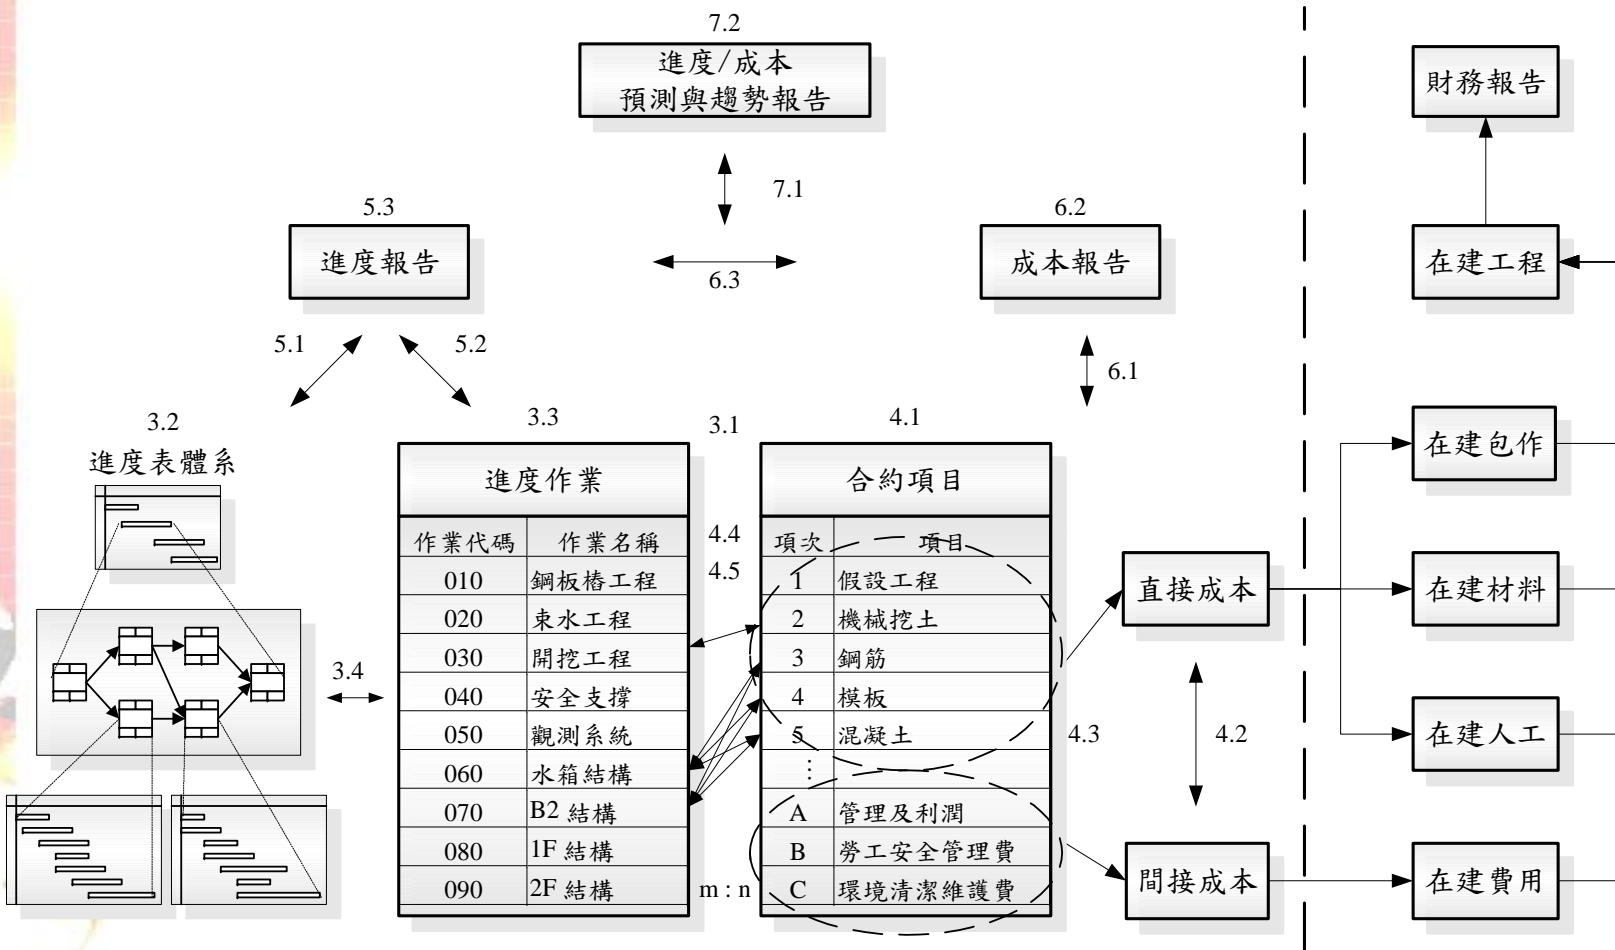 7.2
進度/成本
預測與趨勢報告
財務報告
7.1
5.3
進度報告
6.3
6.2
成本報告
在建工程
5.1
5.2
6.1
3.2
進度表體系
3.3
3.1
4.1
進度作業
合約項目
在建包作
作業代碼 作業名稱
4.4
項次 項目
010 鋼板樁工程
4.5
1 假設工程
020 束水工程
2 機械挖土
030 開挖工程
3 鋼筋
040 安全支撐
4 模板
050 觀測系統
5 混凝土
060 水箱結構
⋮
070 B2 結構
A 管理及利潤
080 1F 結構
B 勞工安全管理費
090 2F 結構
m : n
C 環境清潔維護費
3.4
4.3
直接成本
4.2
間接成本
在建材料
在建人工
在建費用